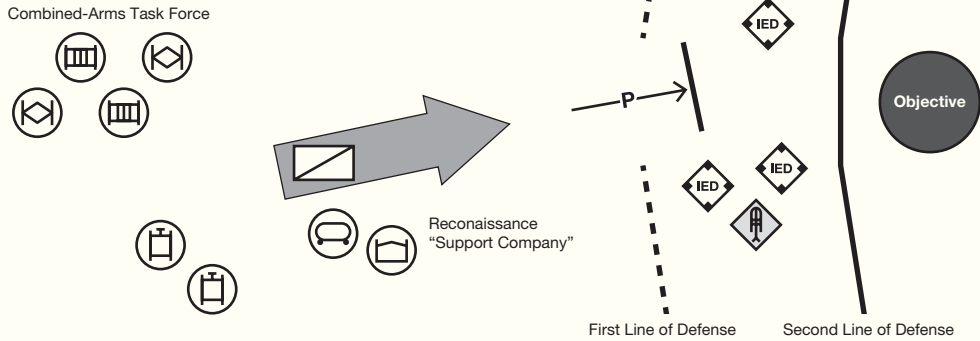 Combined-Arms Task Force
IED
P
Objective
IED
IED
Reconaissance
“Support Company”
First Line of Defense
Second Line of Defense